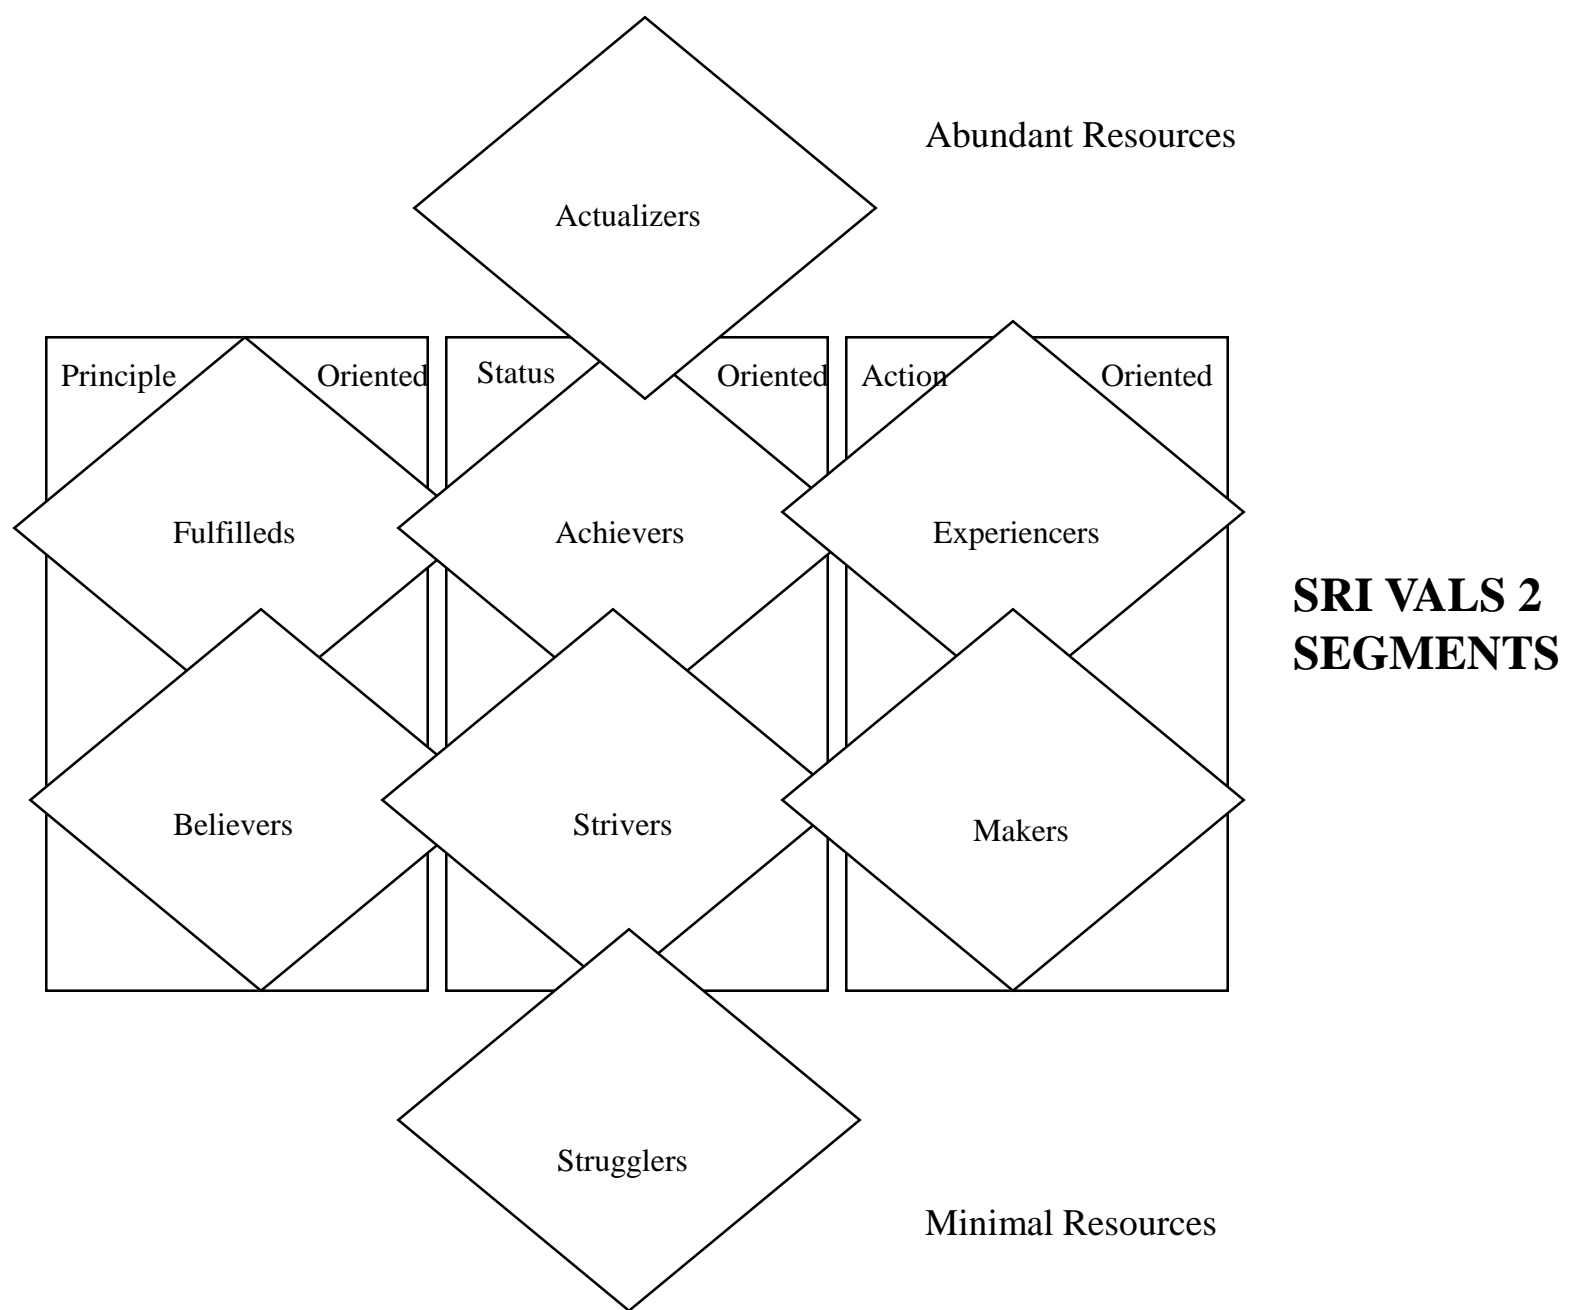 Abundant Resources
Actualizers
Principle Oriented
Status Oriented
Action Oriented
Fulfilleds
Achievers
Experiencers
SRI VALS 2
SEGMENTS
Believers
Strivers
Makers
Strugglers
Minimal Resources